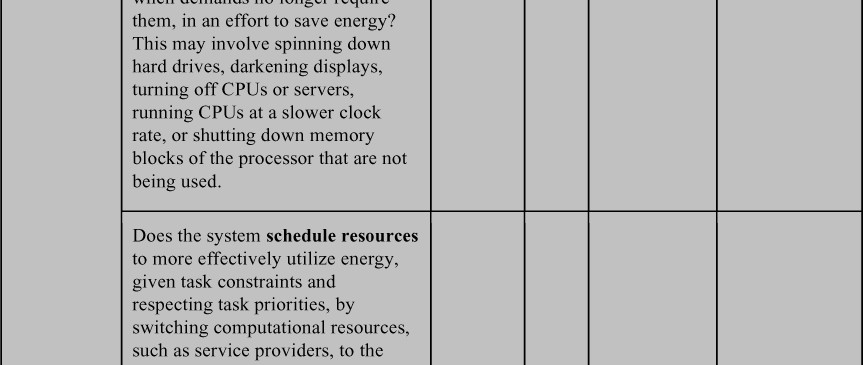 when demands no longer require
them, in an effort to save energy?
This may involve spinning down
hard drives, darkening displays,
turning off CPUs or servers,
running CPUs at a slower clock
rate, or shutting down memory
blocks of the processor that are not
being used.
Does the system schedule resources
to more effectively utilize energy,
given task constraints and
respecting task priorities, by
switching computational resources,
such as service providers, to the